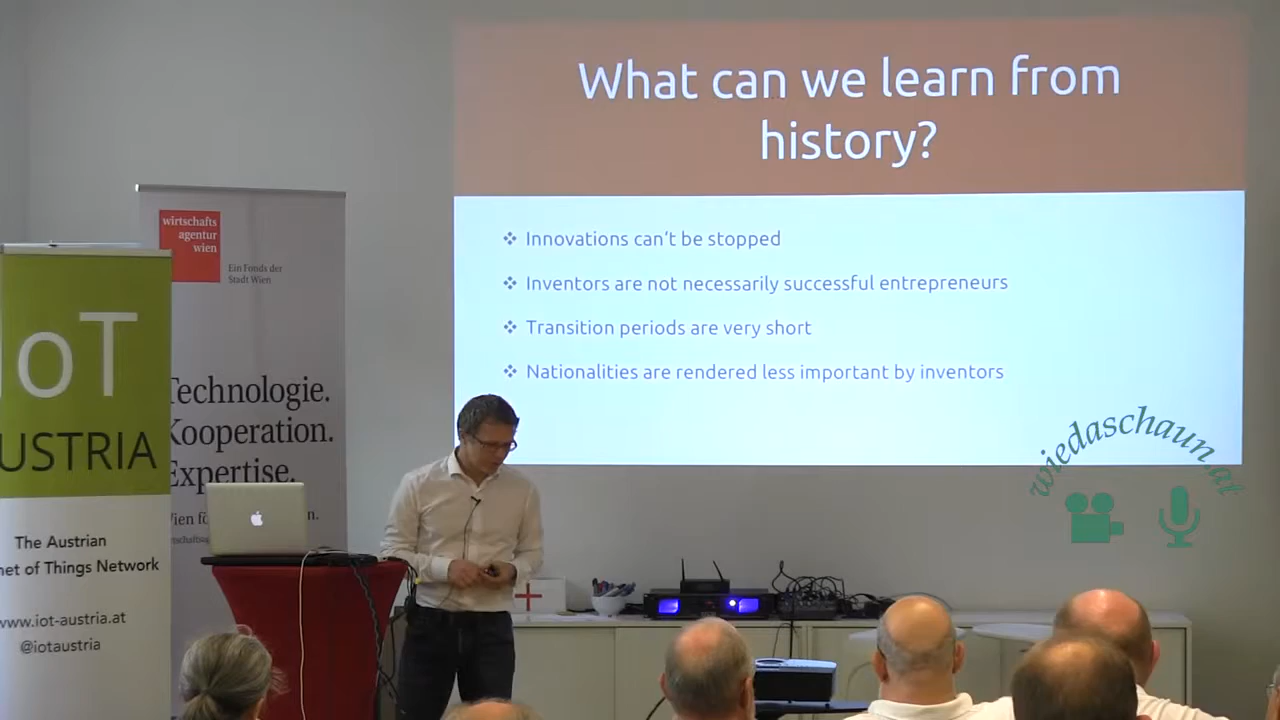 What can we learn from
history?
❖ Innovations can't be stopped
❖ Inventors are not necessarily successful entrepreneurs
❖ Transition periods are very short
❖ Nationalities are rendered less important by inventors
wirtschafts
agentur
wien
Ein Fonds der
Stadt Wien
Technologie.
Kooperation.
Expertise.
Wien
IoT
AUSTRIA
The Austrian
net of Things Network
www.iot-austria.at
@iotaustria
wiedaschaun.at